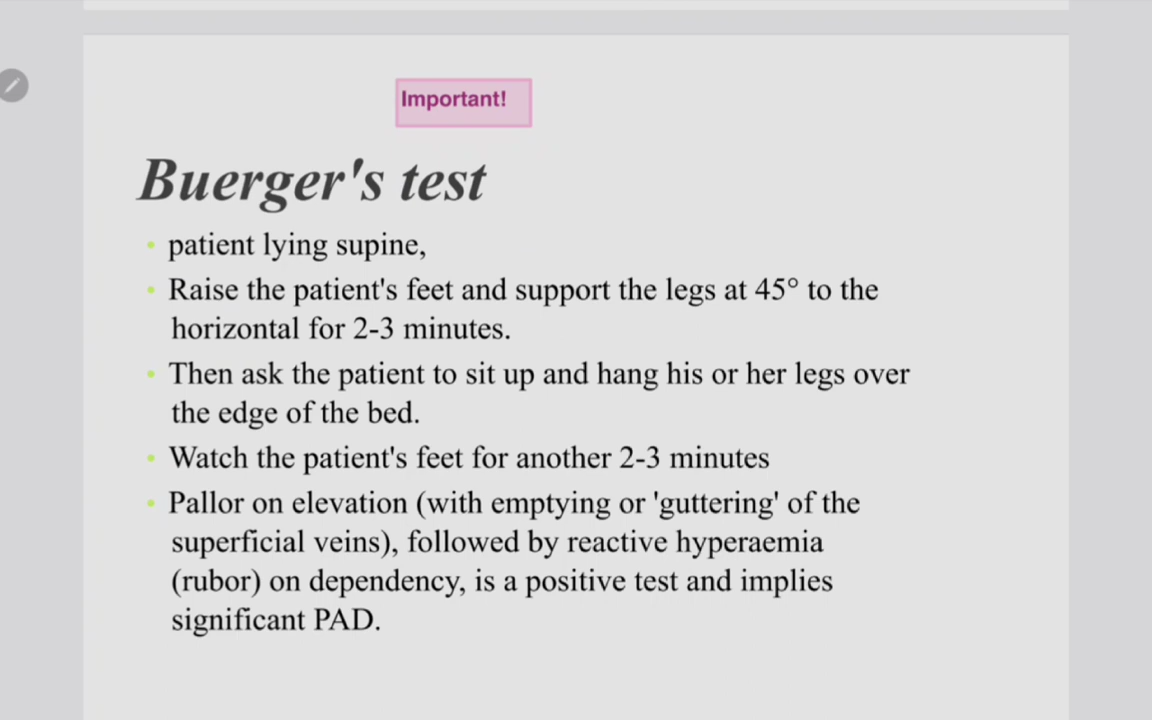 Important!
Buerger's test
• patient lying supine,
• Raise the patient's feet and support the legs at 45° to the
horizontal for 2-3 minutes.
• Then ask the patient to sit up and hang his or her legs over
the edge of the bed.
• Watch the patient's feet for another 2-3 minutes
• Pallor on elevation (with emptying or 'guttering' of the
superficial veins), followed by reactive hyperaemia
(rubor) on dependency, is a positive test and implies
significant PAD.